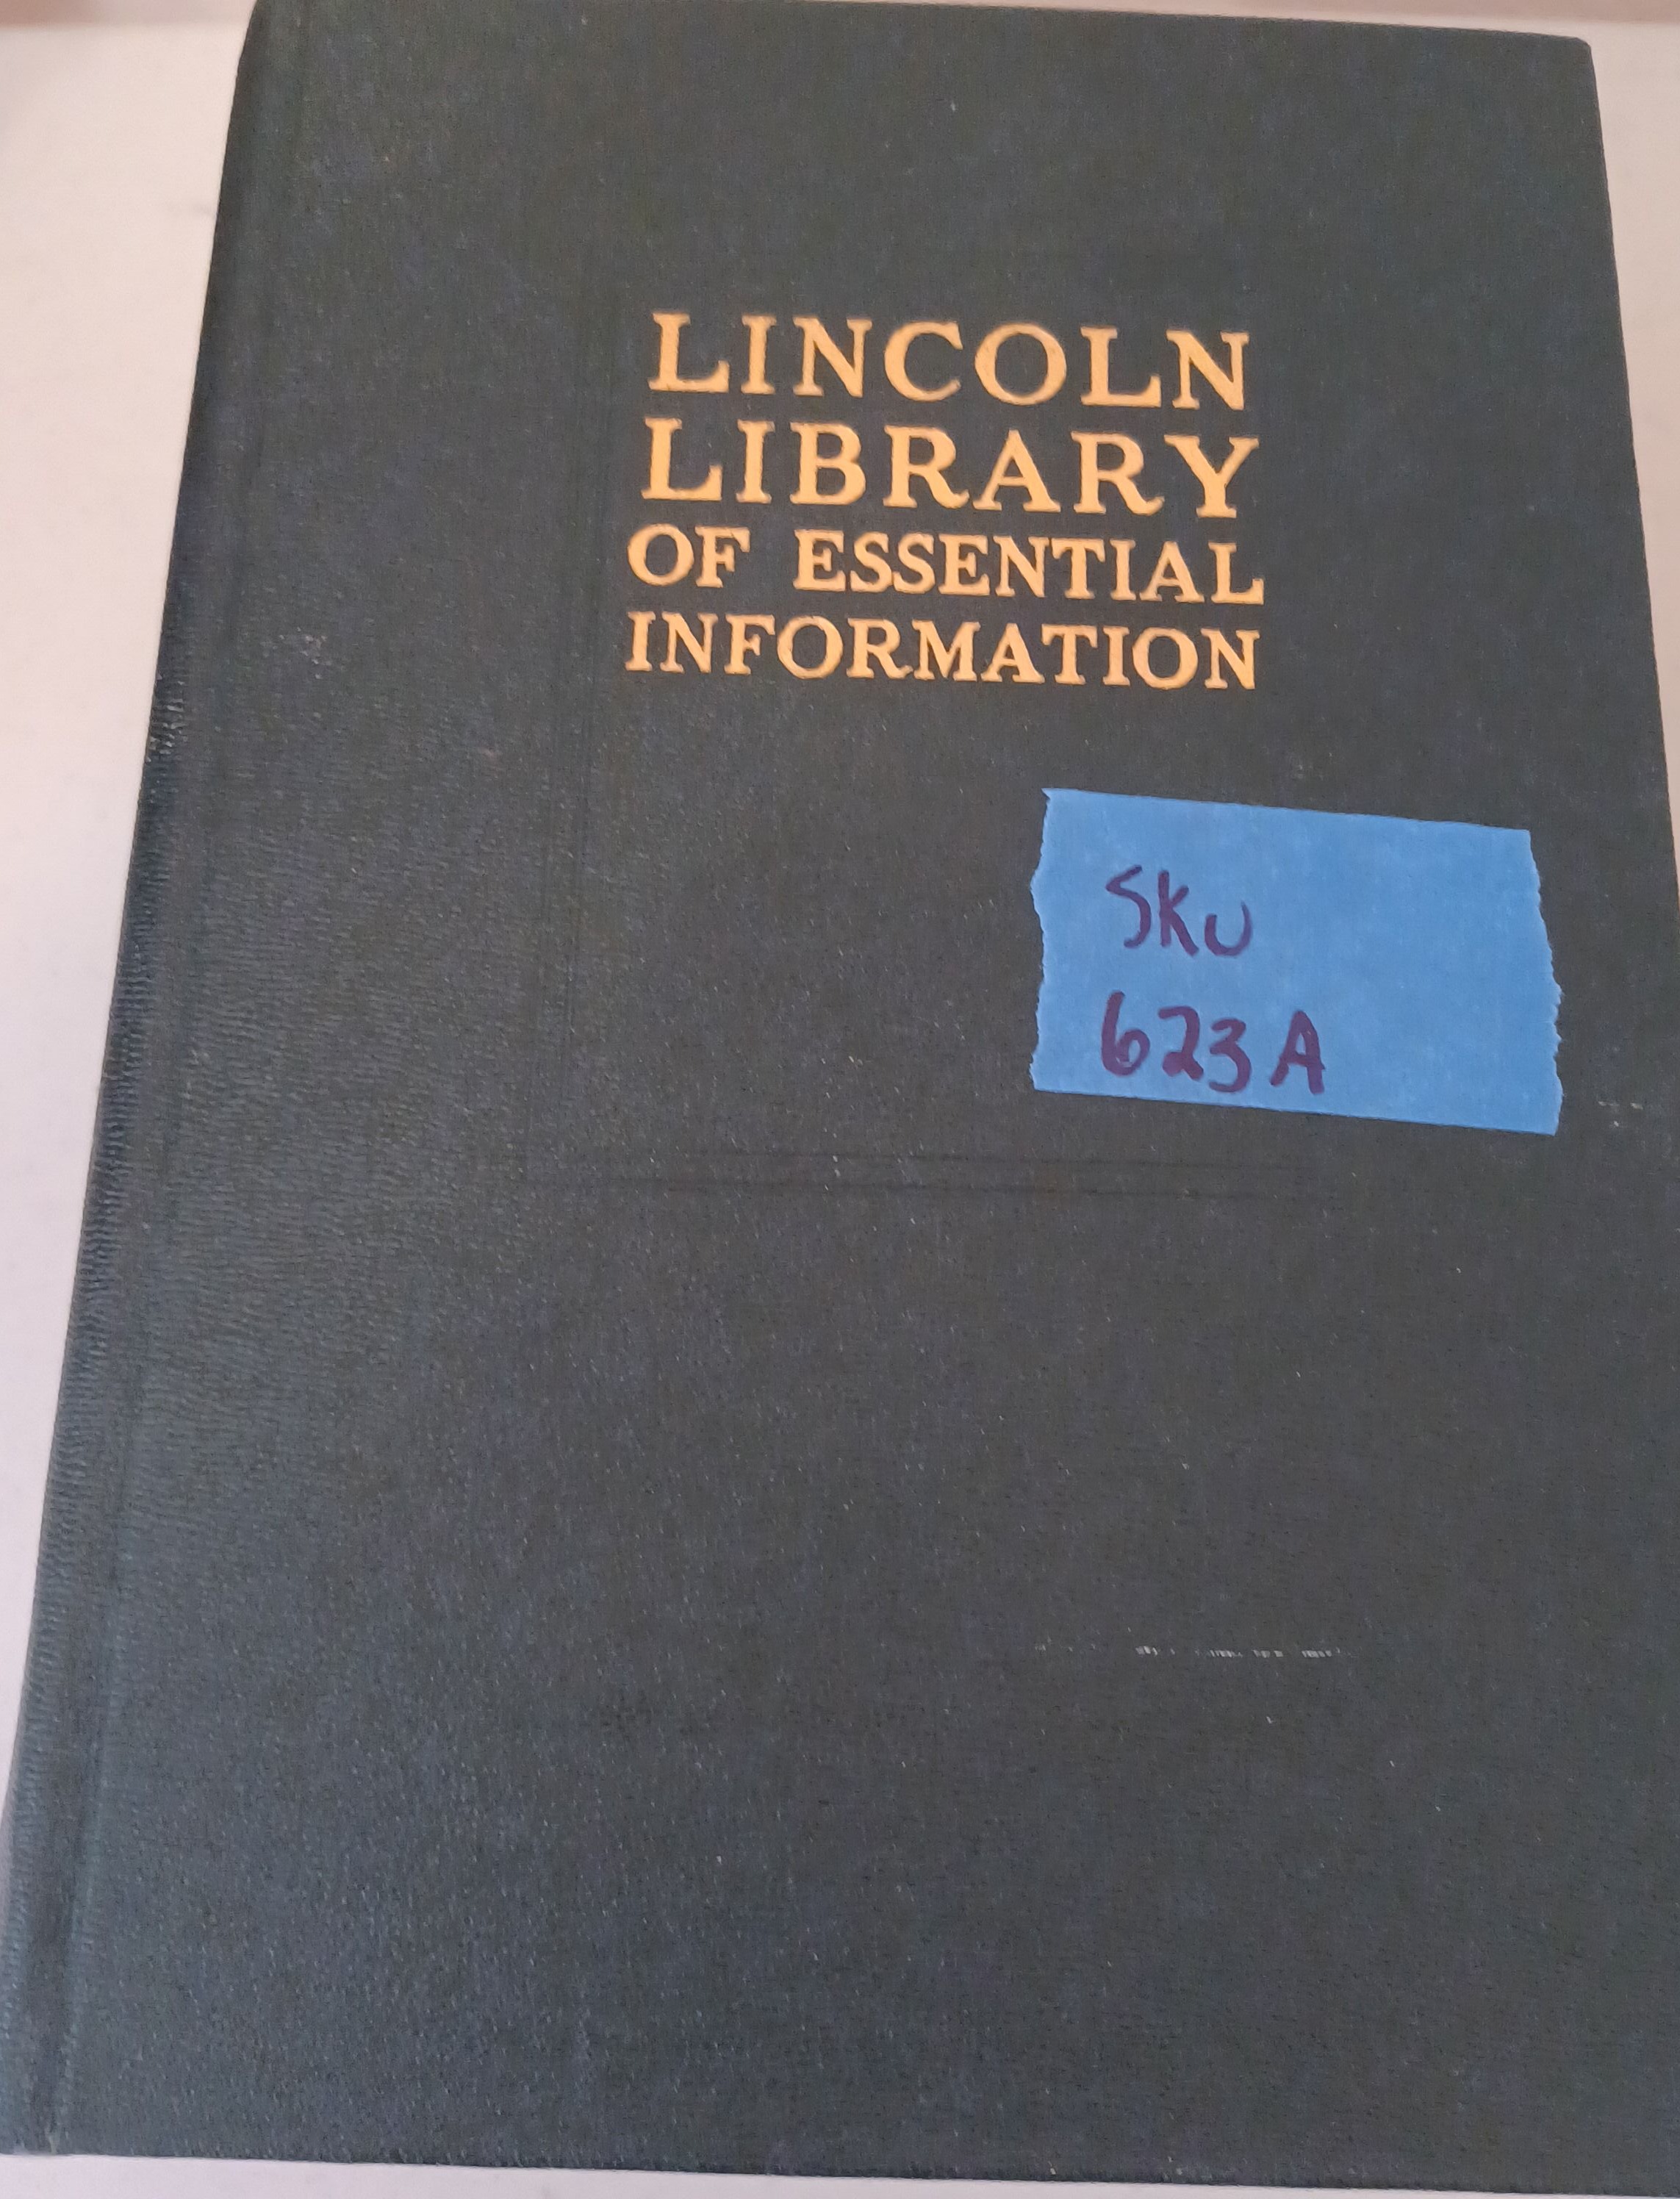 LINCOLN
LIBRARY
OF ESSENTIAL
INFORMATION
SKU
623A